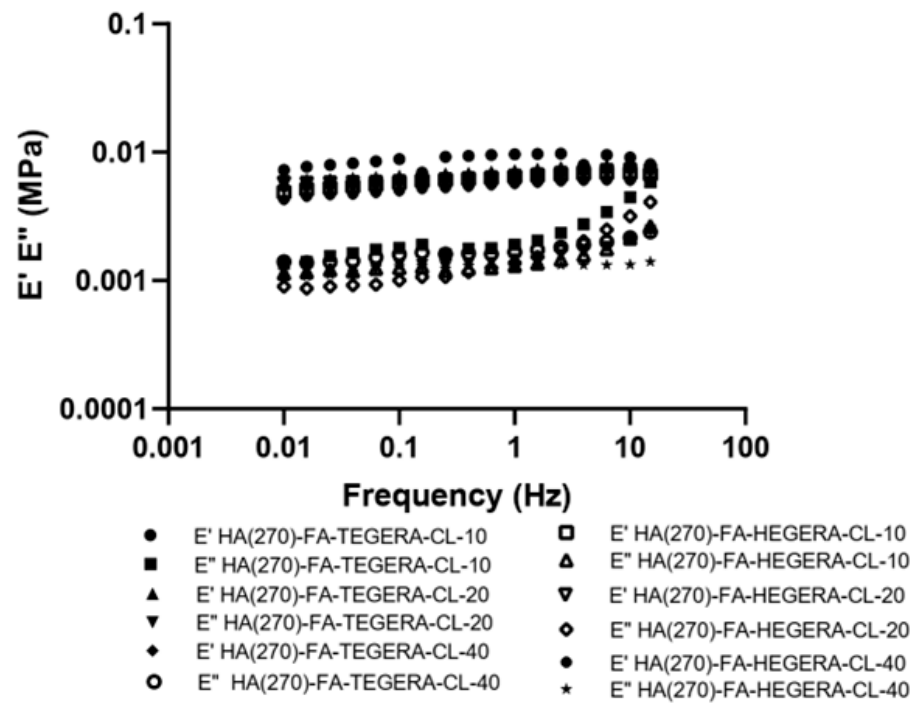 0.1
0.01
0.001
0.0001
E' E" (MPa)
0.001 0.01 0.1 1 10 100
Frequency (Hz)
E' HA(270)-FA-TEGERA-CL-10
E" HA(270)-FA-TEGERA-CL-10
E' HA(270)-FA-TEGERA-CL-20
E" HA(270)-FA-TEGERA-CL-20
E' HA(270)-FA-TEGERA-CL-40
E" HA(270)-FA-TEGERA-CL-40
E' HA(270)-FA-HEGERA-CL-10
E" HA(270)-FA-HEGERA-CL-10
E' HA(270)-FA-HEGERA-CL-20
E" HA(270)-FA-HEGERA-CL-20
E' HA(270)-FA-HEGERA-CL-40
E" HA(270)-FA-HEGERA-CL-40